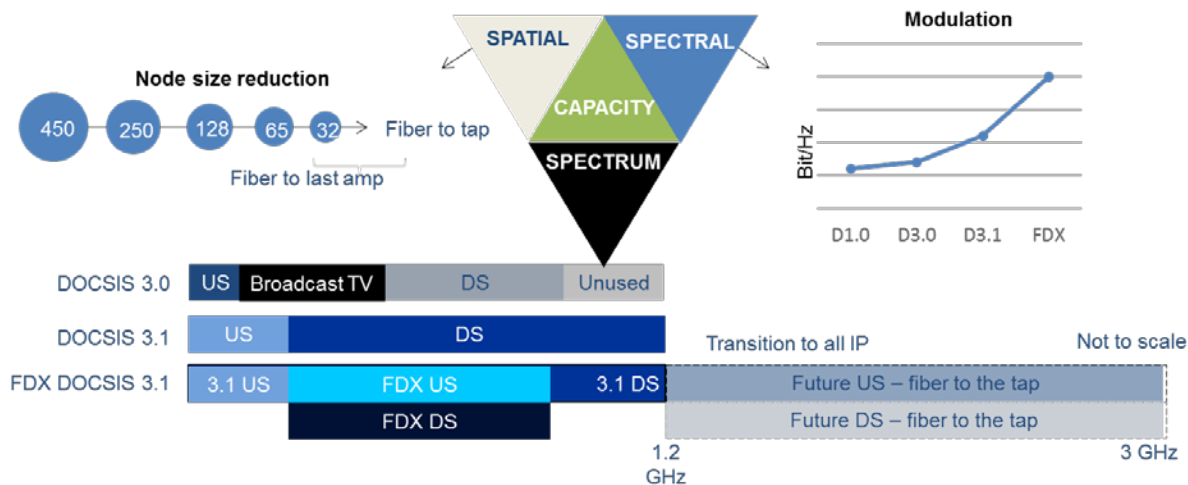 Modulation
SPATIAL
SPECTRAL
Node size reduction
CAPACITY
450
250
128
65
32
Fiber to tap
SPECTRUM
Fiber to last amp
Bit/Hz
D1.0
D3.0
D3.1
FDX
DOCSIS 3.0
US
Broadcast TV
DS
Unused
DOCSIS 3.1
US
DS
Transition to all IP
Not to scale
FDX DOCSIS 3.1
3.1 US
FDX US
3.1 DS
Future US – fiber to the tap
FDX DS
Future DS – fiber to the tap
1.2
GHz
3 GHz